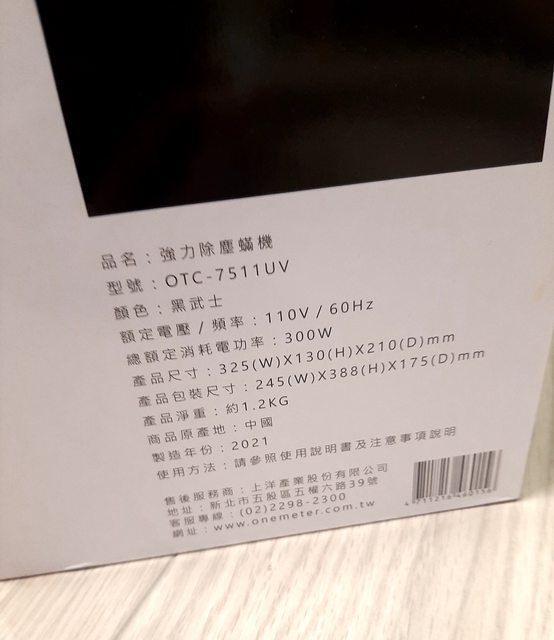 品名：強力除塵蟎機
型號：OTC-7511UV
顏色：黑武士
額定電壓 / 頻率：110V / 60Hz
總額定消耗電功率：300W
產品尺寸：325(W)X130(H)X210(D)mm
產品包裝尺寸：245(W)X388(H)X175(D)mm
產品淨重：約1.2KG
商品原產地：中國
製造年份：2021
使用方法：請參照使用說明書及注意事項說明
售後服務商：上洋產業股份有限公司
地址：新北市五股區五權六路39號
客服專線：(02)2298-2300
網址：www.onemeter.com.tw